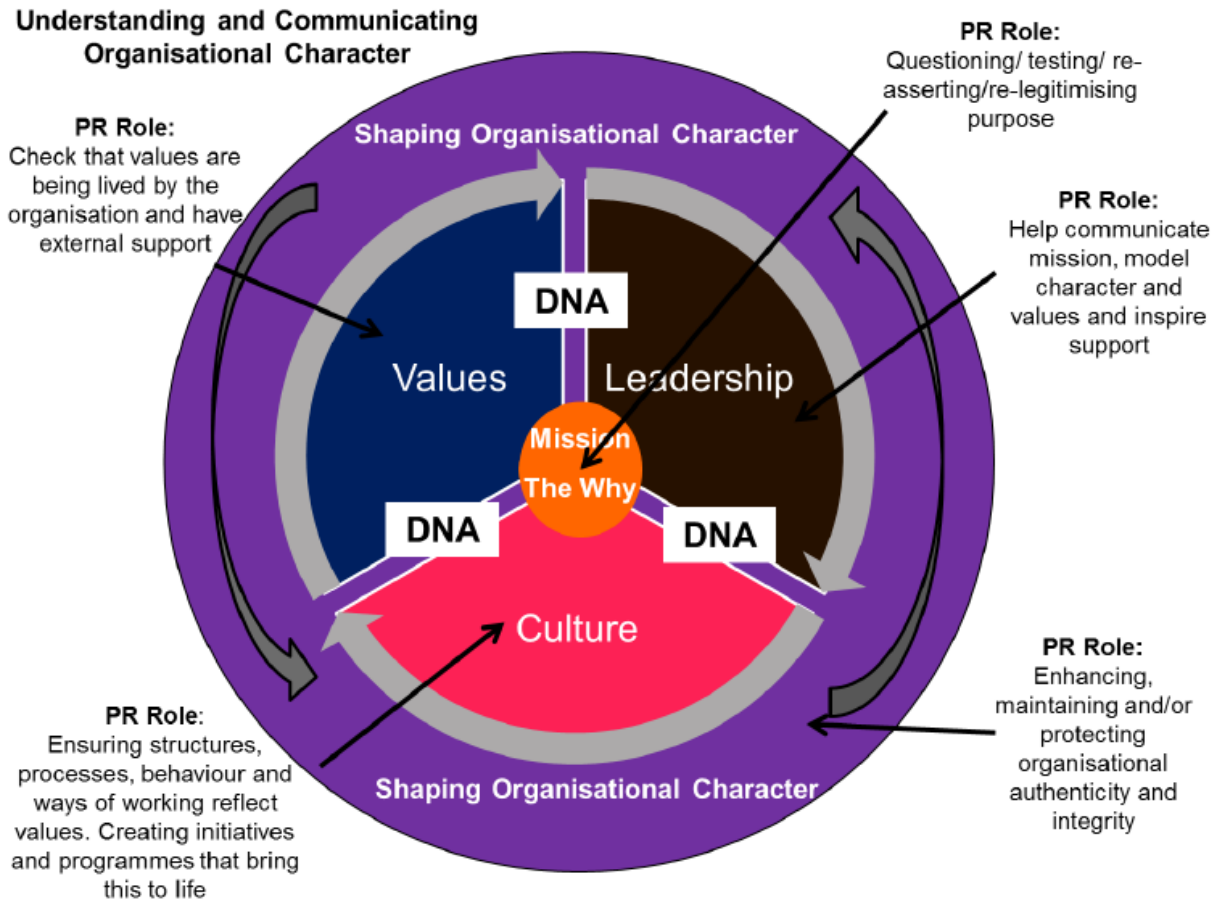 Understanding and Communicating
Organisational Character
PR Role:
Questioning/ testing/ re-
asserting/re-legitimising
purpose
PR Role:
Check that values are
being lived by the
organisation and have
external support
Shaping Organisational Character
PR Role:
Help communicate
mission, model
character and
values and inspire
support
DNA
Values
Leadership
Mission
The Why
DNA
DNA
Culture
PR Role:
Enhancing,
maintaining and/or
protecting
organisational
authenticity and
integrity
PR Role:
Ensuring structures,
processes, behaviour and
ways of working reflect
values. Creating initiatives
and programmes that bring
this to life
Shaping Organisational Character